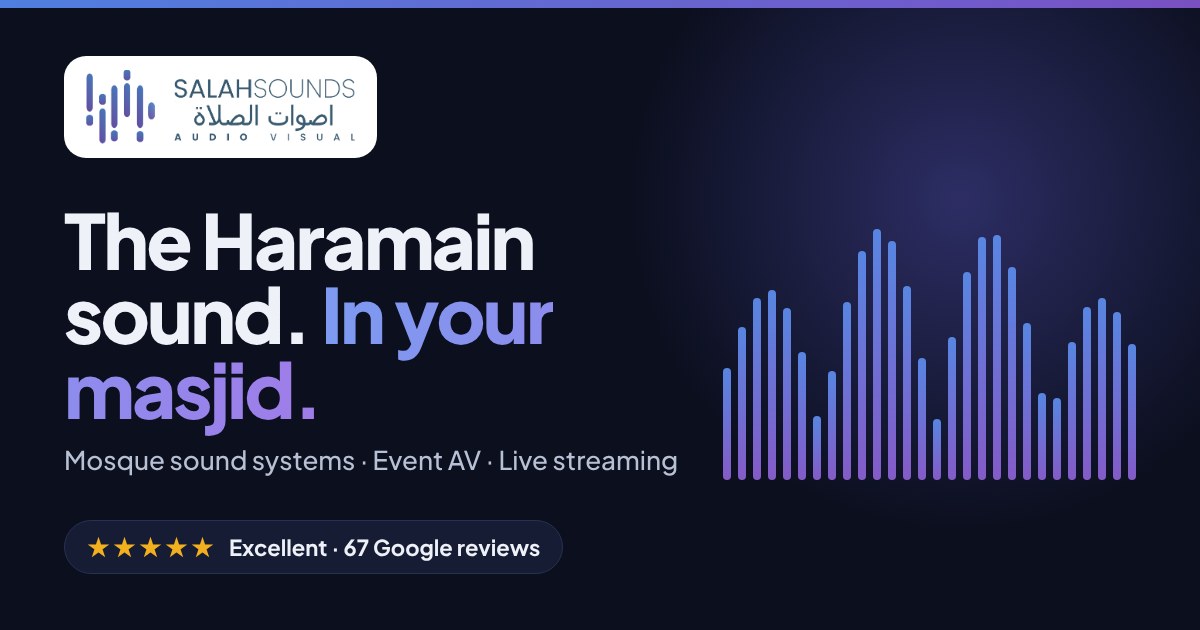 SALAHSOUNDS
اصوات الصلاة
AUDIO VISUAL
The Haramain
sound. In your
masjid.
Mosque sound systems · Event AV · Live streaming
★★★★★ Excellent · 67 Google reviews